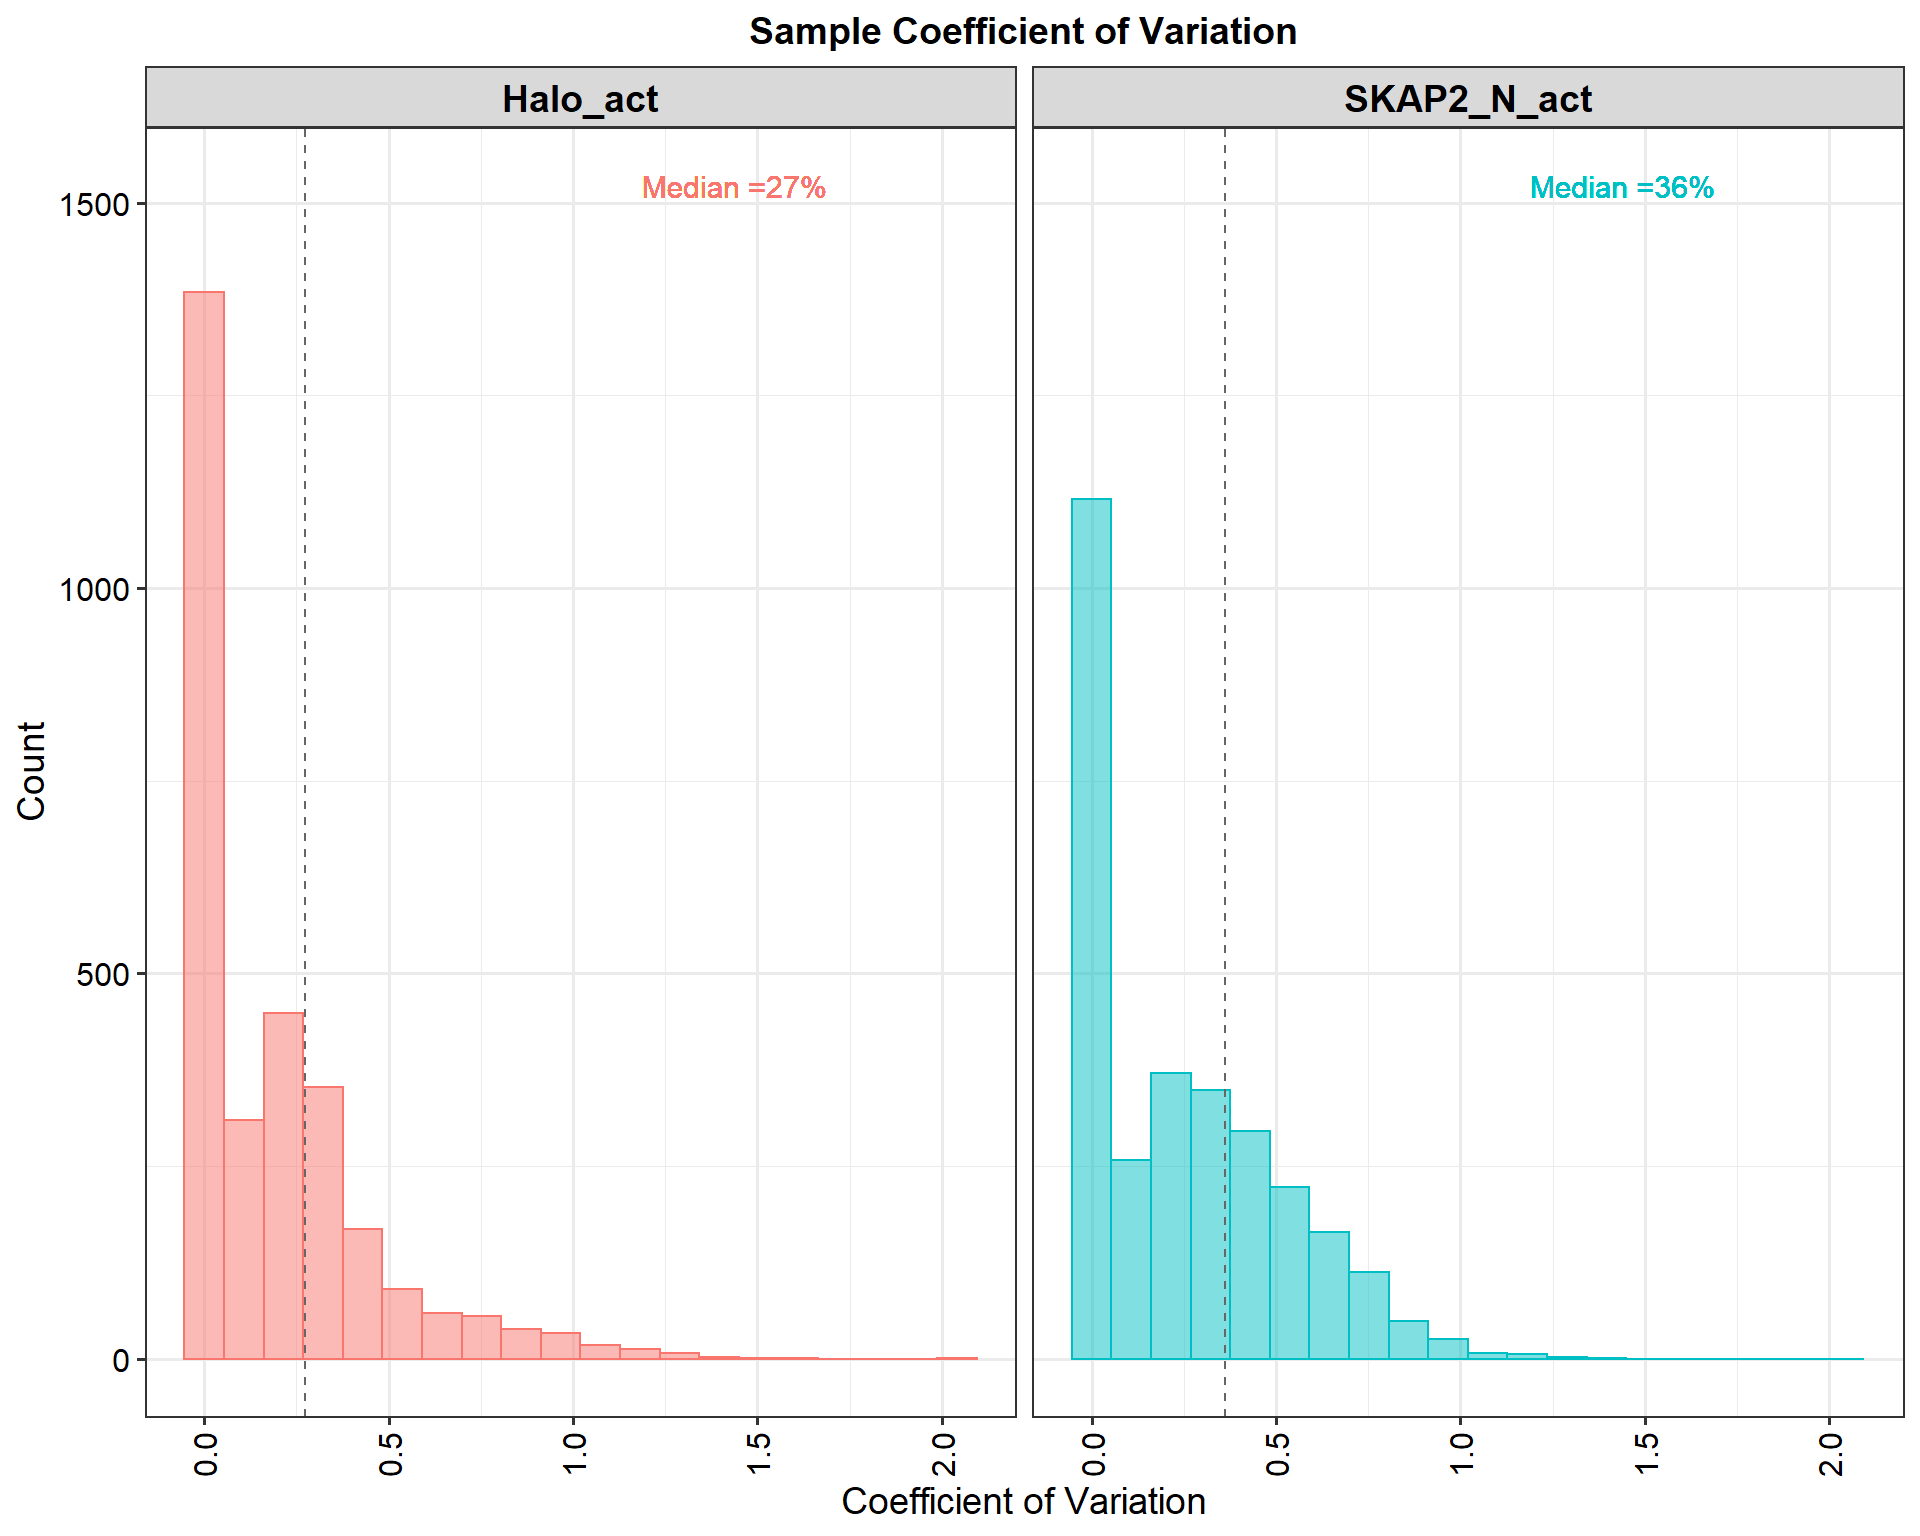 Sample Coefficient of Variation
Halo_act
SKAP2_N_act
Median =27%
Median =36%
1500
1000
500
0
Count
0.0 0.5 1.0 1.5 2.0
0.0 0.5 1.0 1.5 2.0
Coefficient of Variation